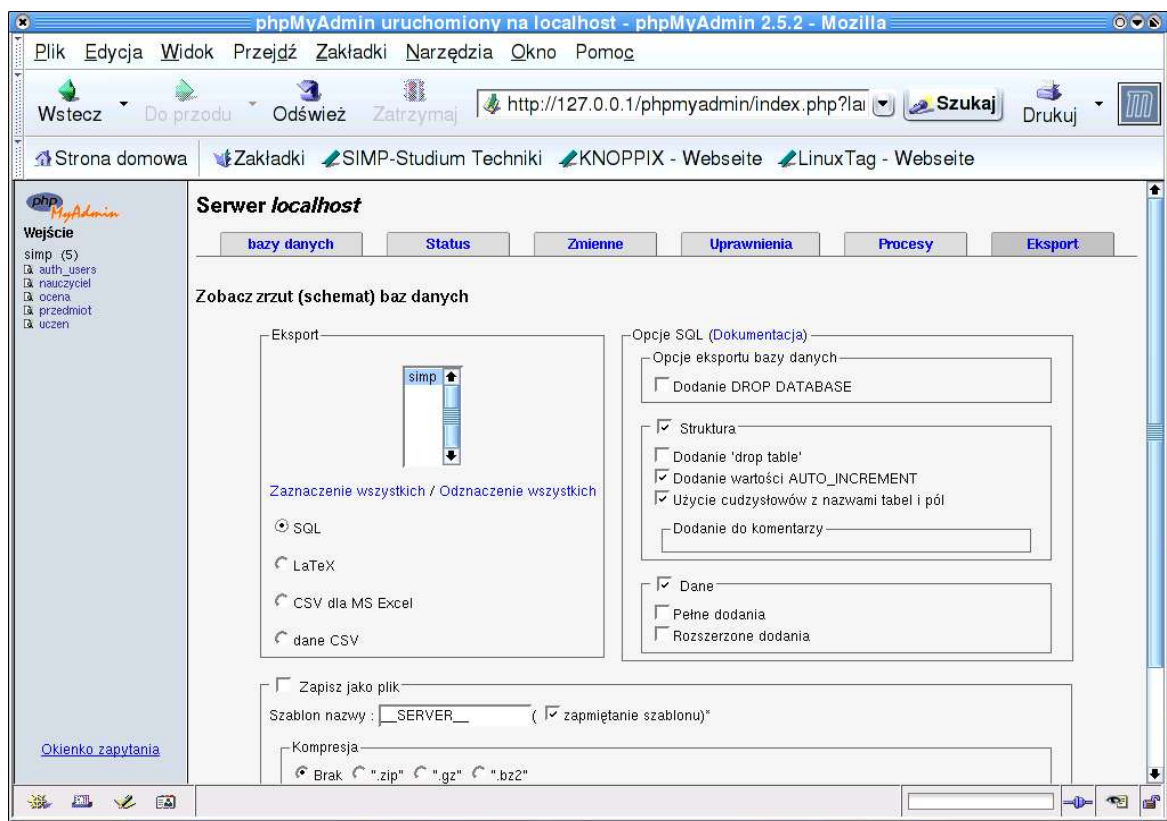 phpMyAdmin uruchomiony na localhost - phpMyAdmin 2.5.2 - Mozilla
Plik Edycja Widok Przejdź Zakładki Narzędzia Okno Pomoc
Wstecz Do przodu Odśwież Zatrzymaj http://127.0.0.1/phpmyadmin/index.php?lai Szukaj Drukuj
Strona domowa Zakładki SIMP-Studium Techniki KNOPPIX - Webseite LinuxTag - Webseite
php
MyAdmin
Wejście
simp (5)
auth_users
nauczyciel
ocena
przedmiot
uczen
Okienko zapytania
Serwer localhost
bazy danych Status Zmienne Uprawnienia Procesy Eksport
Zobacz zrzut (schemat) baz danych
Eksport
simp
Zaznaczenie wszystkich / Odznaczenie wszystkich
SQL
LaTeX
CSV dla MS Excel
dane CSV
Opcje SQL (Dokumentacja)
Opcje eksportu bazy danych
Dodanie DROP DATABASE
Struktura
Dodanie 'drop table'
Dodanie wartości AUTO_INCREMENT
Użycie cudzysłowów z nazwami tabel i pól
Dodanie do komentarzy
Dane
Pełne dodania
Rozszerzone dodania
Zapisz jako plik
Szablon nazwy : __SERVER__ ( zapmiętanie szablonu)*
Kompresja
Brak ".zip" ".gz" ".bz2"